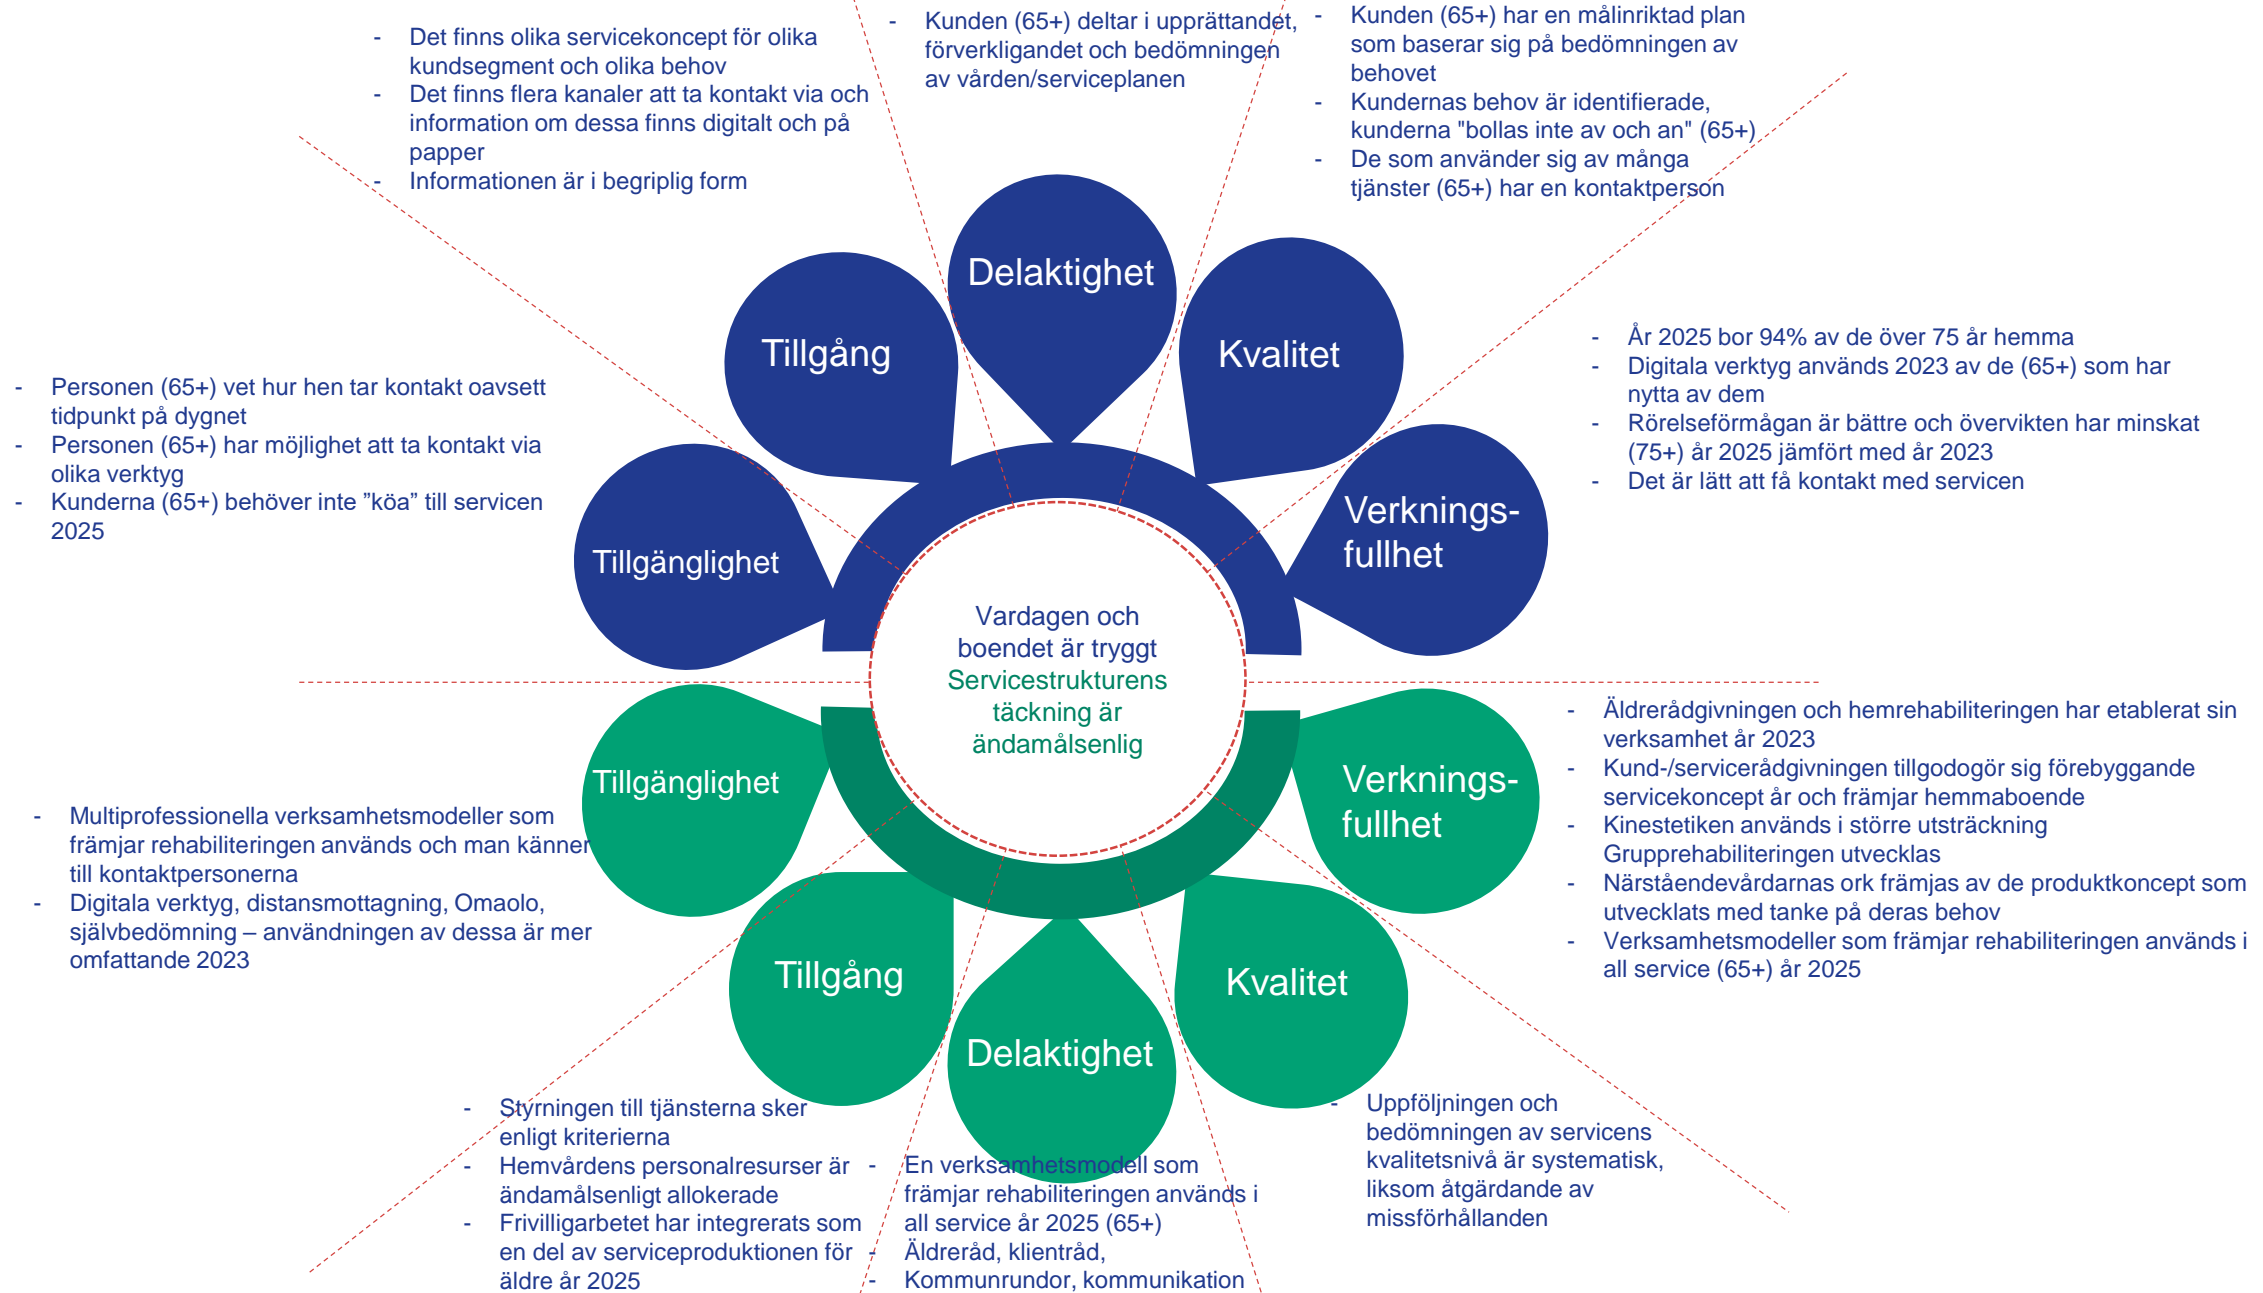 - Det finns olika servicekoncept för olika
kundsegment och olika behov
- Det finns flera kanaler att ta kontakt via och
information om dessa finns digitalt och på
papper
- Informationen är i begriplig form
- Kunden (65+) deltar i upprättandet,
förverkligandet och bedömningen
av vården/serviceplanen
- Kunden (65+) har en målinriktad plan
som baserar sig på bedömningen av
behovet
- Kundernas behov är identifierade,
kunderna "bollas inte av och an" (65+)
- De som använder sig av många
tjänster (65+) har en kontaktperson
- Personen (65+) vet hur hen tar kontakt oavsett
tidpunkt på dygnet
- Personen (65+) har möjlighet att ta kontakt via
olika verktyg
- Kunderna (65+) behöver inte ”köa” till servicen
2025
- År 2025 bor 94% av de över 75 år hemma
- Digitala verktyg används 2023 av de (65+) som har
nytta av dem
- Rörelseförmågan är bättre och övervikten har minskat
(75+) år 2025 jämfört med år 2023
- Det är lätt att få kontakt med servicen
Tillgänglighet
Tillgång
Delaktighet
Kvalitet
Verknings-
fullhet
Vardagen och
boendet är tryggt
Servicestrukturens
täckning är
ändamålsenlig
Tillgänglighet
Tillgång
Delaktighet
Kvalitet
Verknings-
fullhet
- Multiprofessionella verksamhetsmodeller som
främjar rehabiliteringen används och man känner
till kontaktpersonerna
- Digitala verktyg, distansmottagning, Omaolo,
självbedömning – användningen av dessa är mer
omfattande 2023
- Äldrerådgivningen och hemrehabiliteringen har etablerat sin
verksamhet år 2023
- Kund-/servicerådgivningen tillgodogör sig förebyggande
servicekoncept år och främjar hemmaboende
- Kinestetiken används i större utsträckning
Grupprehabiliteringen utvecklas
- Närståendevårdarnas ork främjas av de produktkoncept som
utvecklats med tanke på deras behov
- Verksamhetsmodeller som främjar rehabiliteringen används i
all service (65+) år 2025
- Styrningen till tjänsterna sker
enligt kriterierna
- Hemvårdens personalresurser är
ändamålsenligt allokerade
- Frivilligarbetet har integrerats som
en del av serviceproduktionen för
äldre år 2025
- En verksamhetsmodell som
främjar rehabiliteringen används i
all service år 2025 (65+)
- Äldreråd, klientråd,
- Kommunrundor, kommunikation
- Uppföljningen och
bedömningen av servicens
kvalitetsnivå är systematisk,
liksom åtgärdande av
missförhållanden